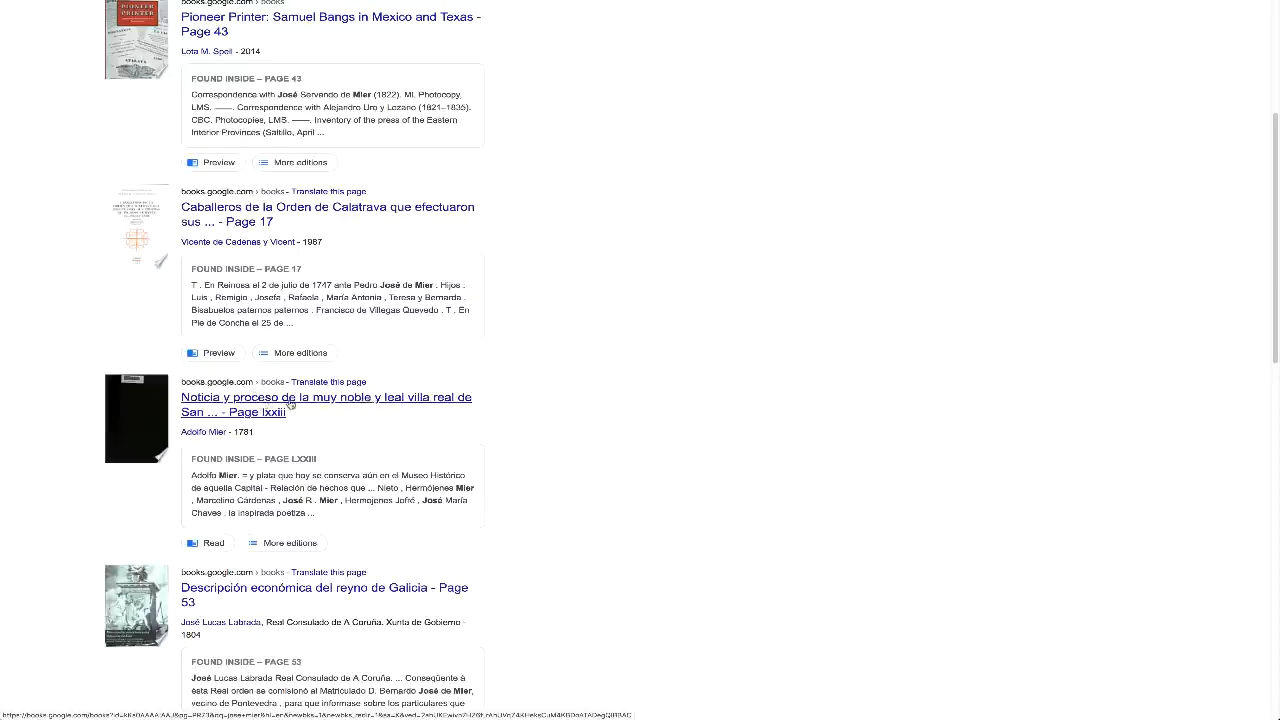 books.google.com › books
Pioneer Printer: Samuel Bangs in Mexico and Texas -
Page 43
Lota M. Spell - 2014
FOUND INSIDE – PAGE 43
Correspondence with José Servando de Mier (1822). MI. Photocopy,
LMS. ——. Correspondence with Alejandro Uro y Lozano (1821–1835).
CBC. Photocopies, LMS. ——. Inventory of the press of the Eastern
Interior Provinces (Saltillo, April ...
Preview
More editions
books.google.com › books - Translate this page
Caballeros de la Orden de Calatrava que efectuaron
sus ... - Page 17
Vicente de Cadenas y Vicent - 1987
FOUND INSIDE – PAGE 17
T . En Reinosa el 2 de julio de 1747 ante Pedro José de Mier . Hijos :
Luis , Remigio , Josefa , Rafaela , María Antonia , Teresa y Bernarda .
Bisabuelos paternos paternos . Francisco de Villegas Quevedo . T . En
Pie de Concha el 25 de ...
Preview
More editions
books.google.com › books - Translate this page
Noticia y proceso de la muy noble y leal villa real de
San ... - Page lxxiii
Adolfo Mier - 1781
FOUND INSIDE – PAGE LXXIII
Adolfo Mier. = y plata que hoy se conserva aún en el Museo Histórico
de aquella Capital - Relación de hechos que ... Nieto , Hermójenes Mier
, Marcelino Cárdenas , José R . Mier , Hermojenes Jofré , José María
Chaves . la inspirada poetiza ...
Read
More editions
books.google.com › books - Translate this page
Descripción económica del reyno de Galicia - Page
53
José Lucas Labrada, Real Consulado de A Coruña. Xunta de Gobierno -
1804
FOUND INSIDE – PAGE 53
José Lucas Labrada Real Consulado de A Coruña. ... Conseqüente á
ésta Real orden se comisionó al Matriculado D. Bernardo José de Mier,
vecino de Pontevedra , para que informase sobre los particulares que
PIONEER
PRINTER